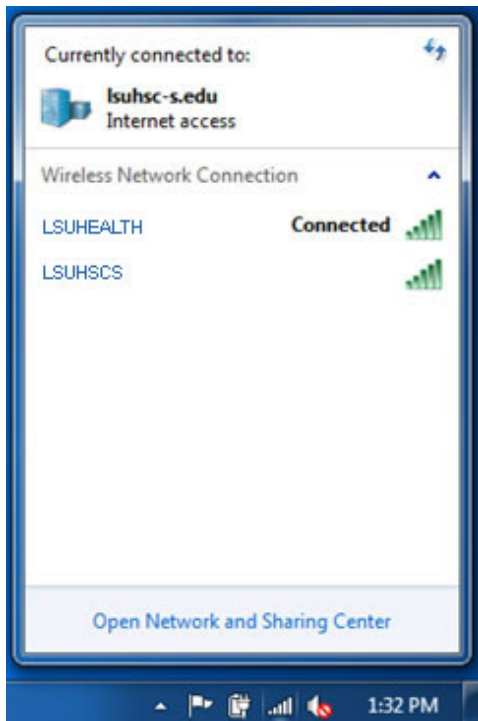 Currently connected to:
lsuhsc-s.edu
Internet access
Wireless Network Connection
LSUHEALTH Connected
LSUHSCS
Open Network and Sharing Center
1:32 PM